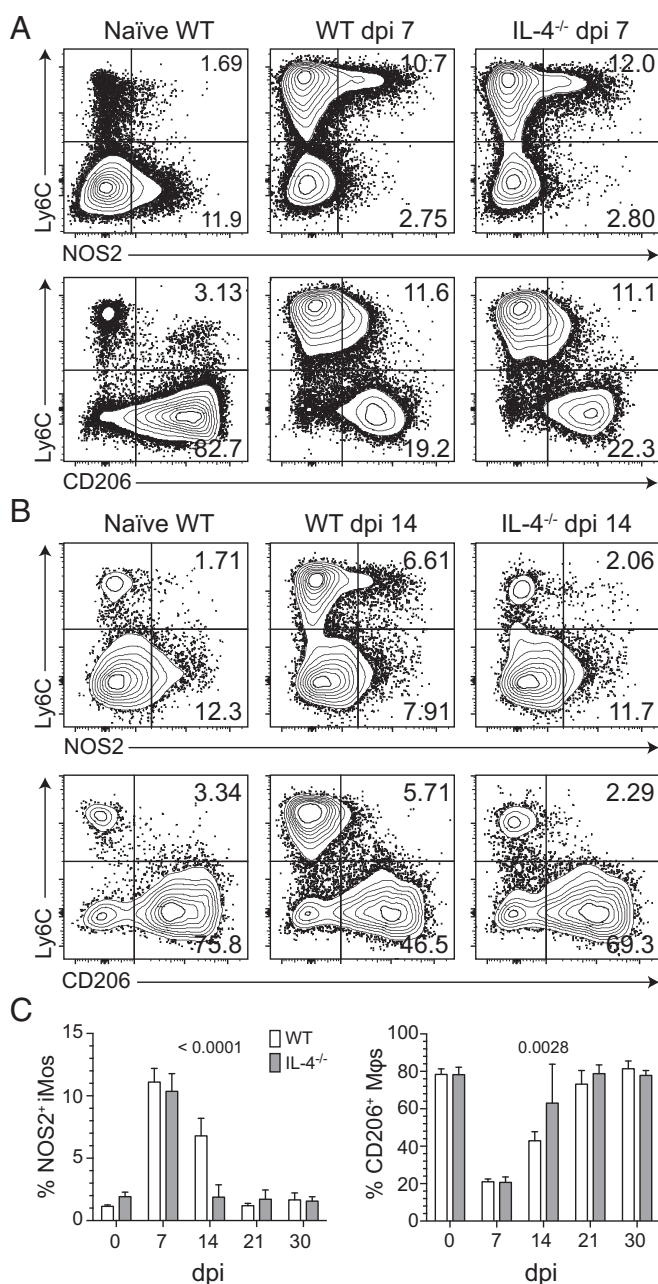 A
Naïve WT WT dpi 7 IL-4-/- dpi 7
1.69 10.7 12.0
Ly6C
11.9 2.75 2.80
NOS2
3.13 11.6 11.1
Ly6C
82.7 19.2 22.3
CD206
B
Naïve WT WT dpi 14 IL-4-/- dpi 14
1.71 6.61 2.06
Ly6C
12.3 7.91 11.7
NOS2
3.34 5.71 2.29
Ly6C
75.8 46.5 69.3
CD206
C
% NOS2+ iMos
15
10
5
0
< 0.0001
WT
IL-4-/-
0 7 14 21 30
dpi
% CD206+ Mφs
100
80
60
40
20
0
0.0028
0 7 14 21 30
dpi